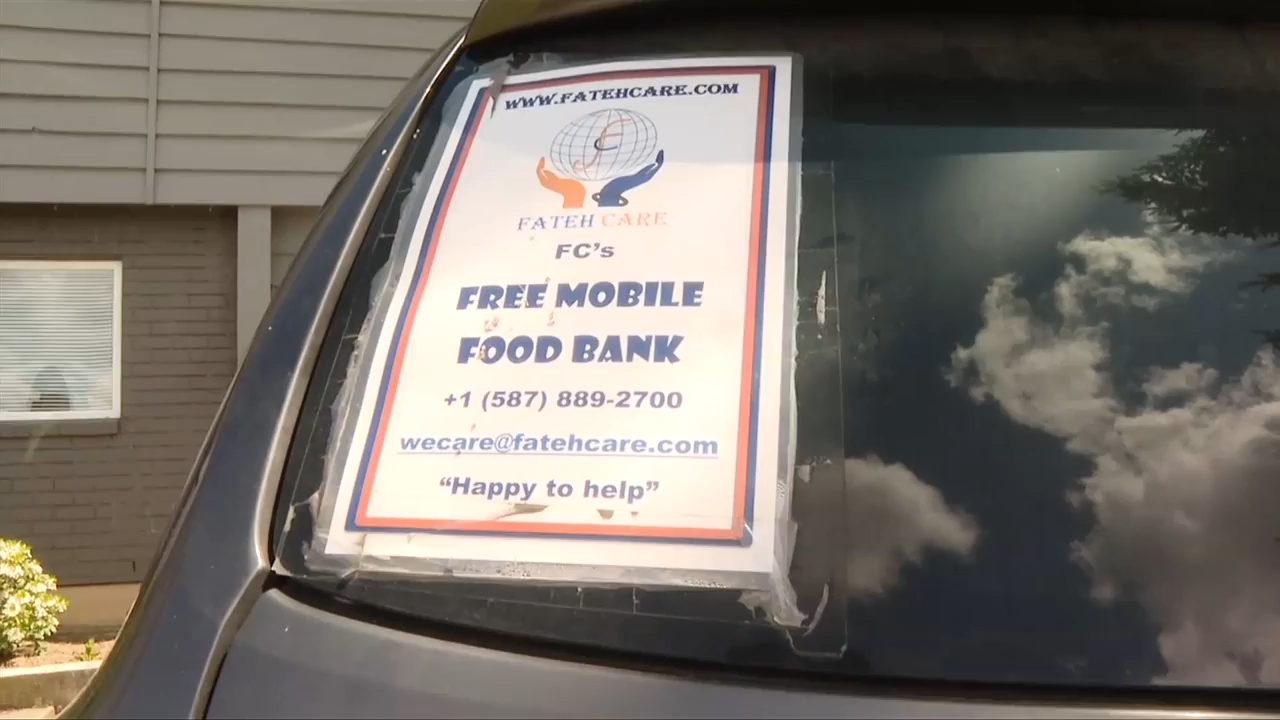 WWW.FATEHCARE.COM
FATEH CARE
FC's
FREE MOBILE
FOOD BANK
+1 (587) 889-2700
wecare@fatehcare.com
“Happy to help”